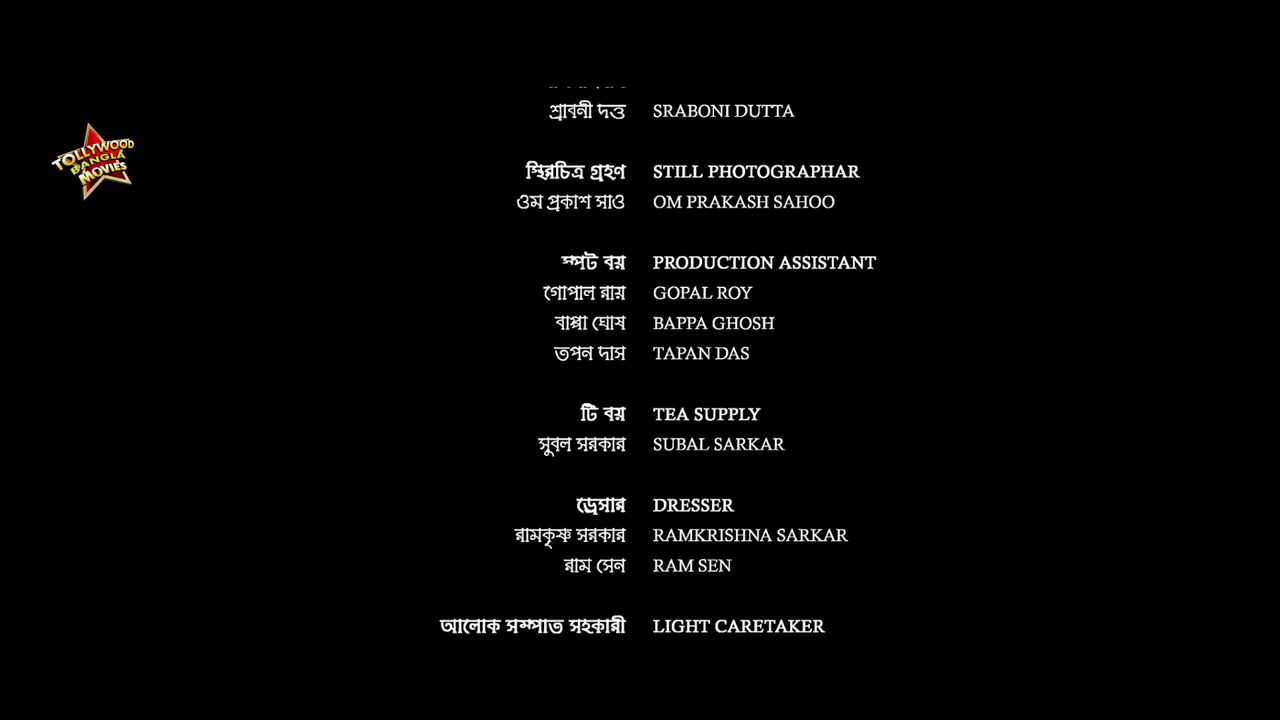 TOLLYWOOD
BANGLA
MOVIES
শ্রাবনী দত্ত SRABONI DUTTA
স্থিরচিত্র গ্রহণ STILL PHOTOGRAPHAR
ওম প্রকাশ সাও OM PRAKASH SAHOO
স্পট বয় PRODUCTION ASSISTANT
গোপাল রায় GOPAL ROY
বাপ্পা ঘোষ BAPPA GHOSH
তপন দাস TAPAN DAS
টি বয় TEA SUPPLY
সুবল সরকার SUBAL SARKAR
ড্রেসার DRESSER
রামকৃষ্ণ সরকার RAMKRISHNA SARKAR
রাম সেন RAM SEN
আলোক সম্পাত সহকারী LIGHT CARETAKER